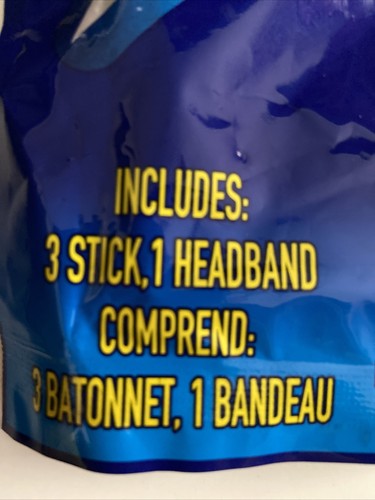 INCLUDES:
3 STICK,1 HEADBAND
COMPREND:
3 BATONNET, 1 BANDEAU